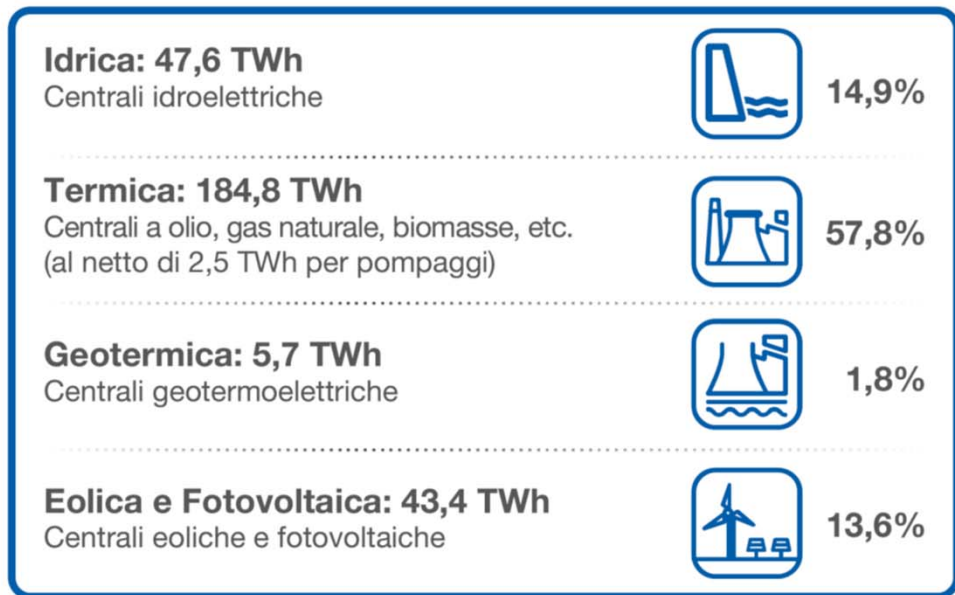 Idrica: 47,6 TWh
Centrali idroelettriche
14,9%
Termica: 184,8 TWh
Centrali a olio, gas naturale, biomasse, etc.
(al netto di 2,5 TWh per pompaggi)
57,8%
Geotermica: 5,7 TWh
Centrali geotermoelettriche
1,8%
Eolica e Fotovoltaica: 43,4 TWh
Centrali eoliche e fotovoltaiche
13,6%